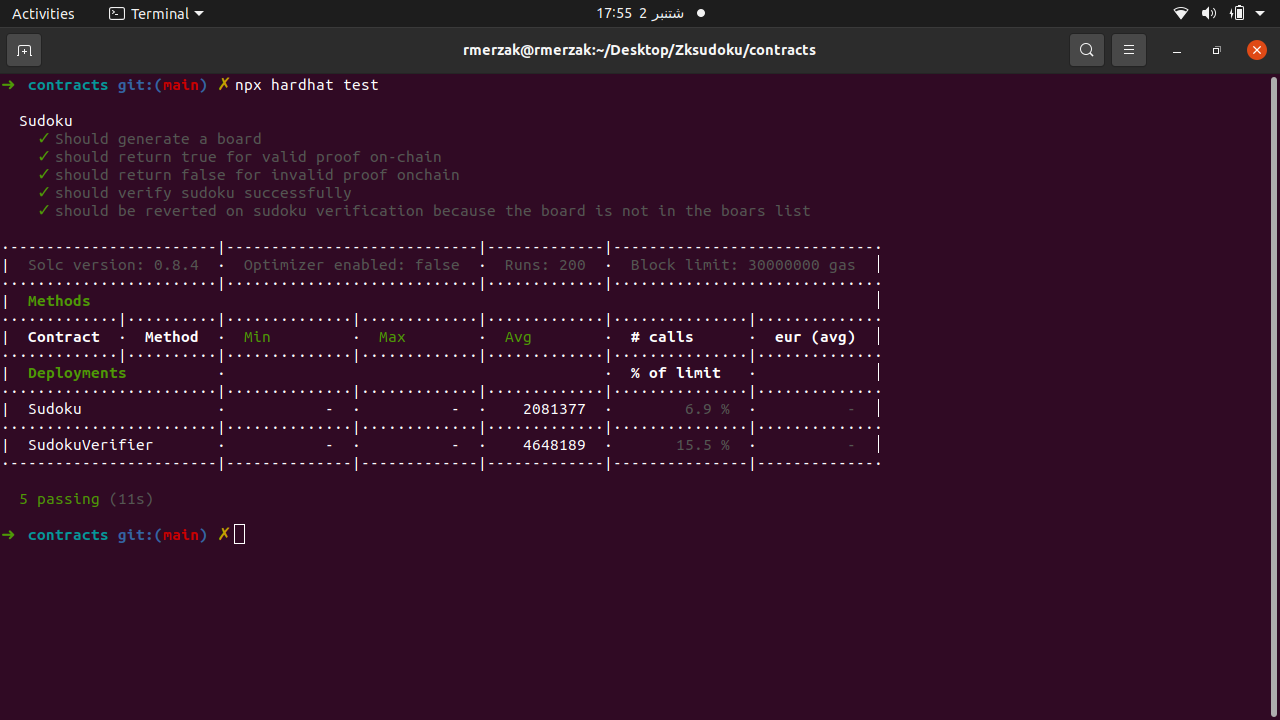 Activities Terminal 17:55 2 شتنبر
rmerzak@rmerzak:~/Desktop/Zksudoku/contracts
➜ contracts git:(main) ✗ npx hardhat test
Sudoku
✓ Should generate a board
✓ should return true for valid proof on-chain
✓ should return false for invalid proof onchain
✓ should verify sudoku successfully
✓ should be reverted on sudoku verification because the board is not in the boars list
·------------------------|----------------------------|-------------|-----------------------------·
| Solc version: 0.8.4 · Optimizer enabled: false · Runs: 200 · Block limit: 30000000 gas │
·························|····························|·············|······························
| Methods │
·············|··········|··············|·············|·············|···············|··············
| Contract · Method · Min · Max · Avg · # calls · eur (avg) │
·············|··········|··············|·············|·············|···············|··············
| Deployments · · % of limit · │
························|··············|·············|·············|···············|··············
| Sudoku · - · - · 2081377 · 6.9 % · - │
························|··············|·············|·············|···············|··············
| SudokuVerifier · - · - · 4648189 · 15.5 % · - │
·-----------------------|--------------|-------------|-------------|---------------|-------------·
5 passing (11s)
➜ contracts git:(main) ✗